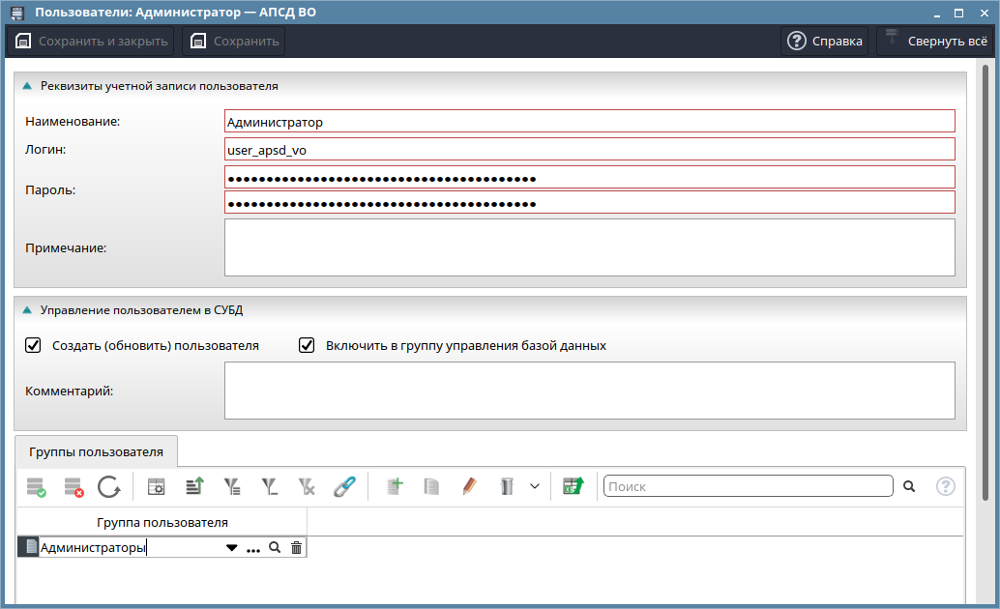 Пользователи: Администратор — АПСД ВО
Сохранить и закрыть Сохранить Справка Свернуть всё
Реквизиты учетной записи пользователя
Наименование: Администратор
Логин: user_apsd_vo
Пароль: ●●●●●●●●●●●●●●●●●●●●●●●●●●●●●●●●●●●●●●●●
●●●●●●●●●●●●●●●●●●●●●●●●●●●●●●●●●●●●●●●●
Примечание:
Управление пользователем в СУБД
Создать (обновить) пользователя Включить в группу управления базой данных
Комментарий:
Группы пользователя
Поиск
Группа пользователя
Администраторы